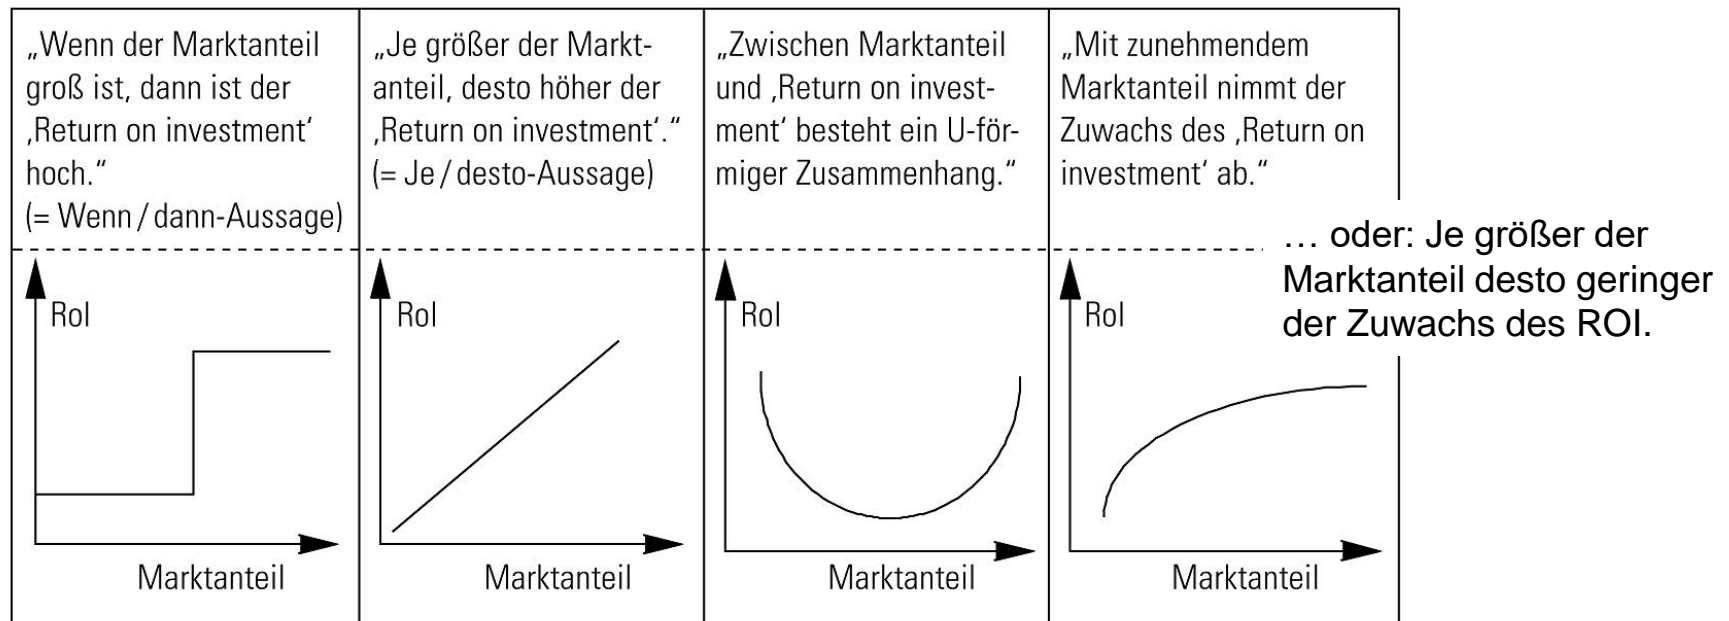 „Wenn der Marktanteil
groß ist, dann ist der
‚Return on investment‘
hoch.“
(= Wenn / dann-Aussage)
„Je größer der Markt-
anteil, desto höher der
‚Return on investment‘.“
(= Je / desto-Aussage)
„Zwischen Marktanteil
und ‚Return on invest-
ment‘ besteht ein U-för-
miger Zusammenhang.“
„Mit zunehmendem
Marktanteil nimmt der
Zuwachs des ‚Return on
investment‘ ab.“
… oder: Je größer der
Marktanteil desto geringer
der Zuwachs des ROI.
RoI
Marktanteil
RoI
Marktanteil
RoI
Marktanteil
RoI
Marktanteil